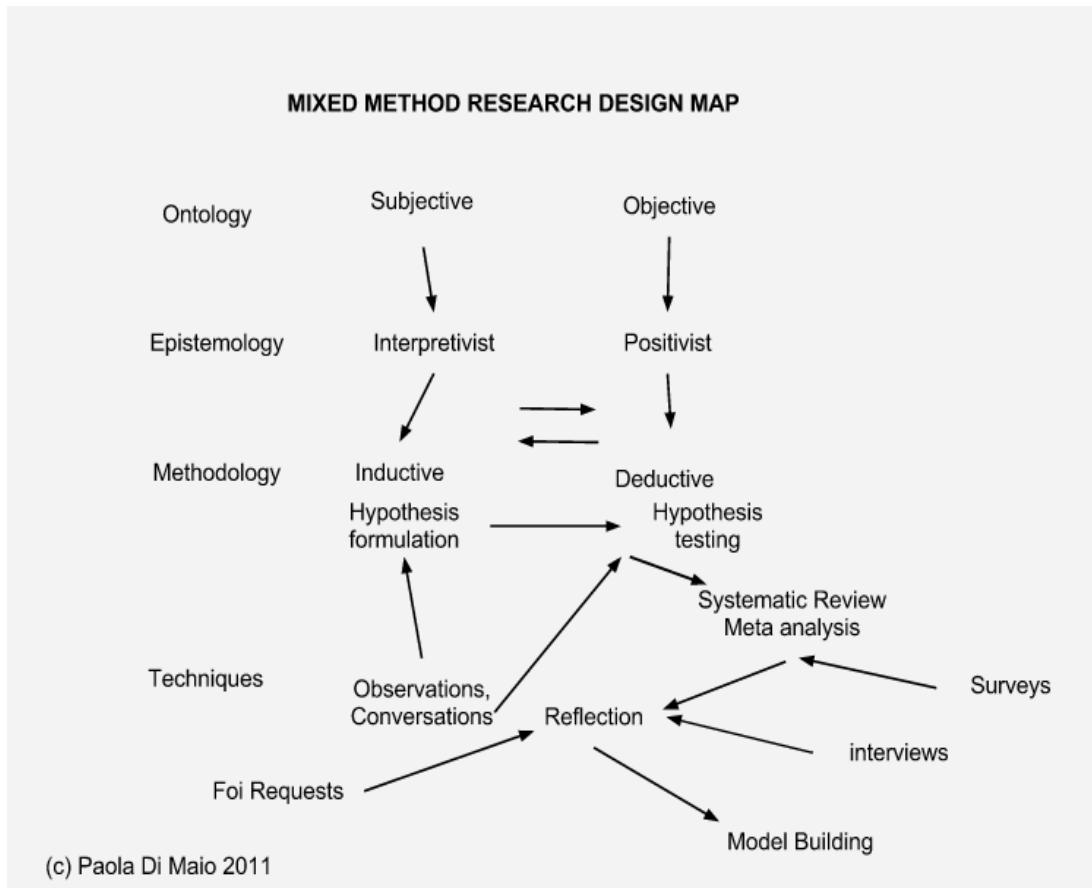 MIXED METHOD RESEARCH DESIGN MAP
Ontology
Subjective
Objective
Epistemology
Interpretivist
Positivist
Methodology
Inductive
Deductive
Hypothesis
formulation
Hypothesis
testing
Systematic Review
Meta analysis
Techniques
Observations,
Conversations
Reflection
Surveys
interviews
Foi Requests
Model Building
(c) Paola Di Maio 2011